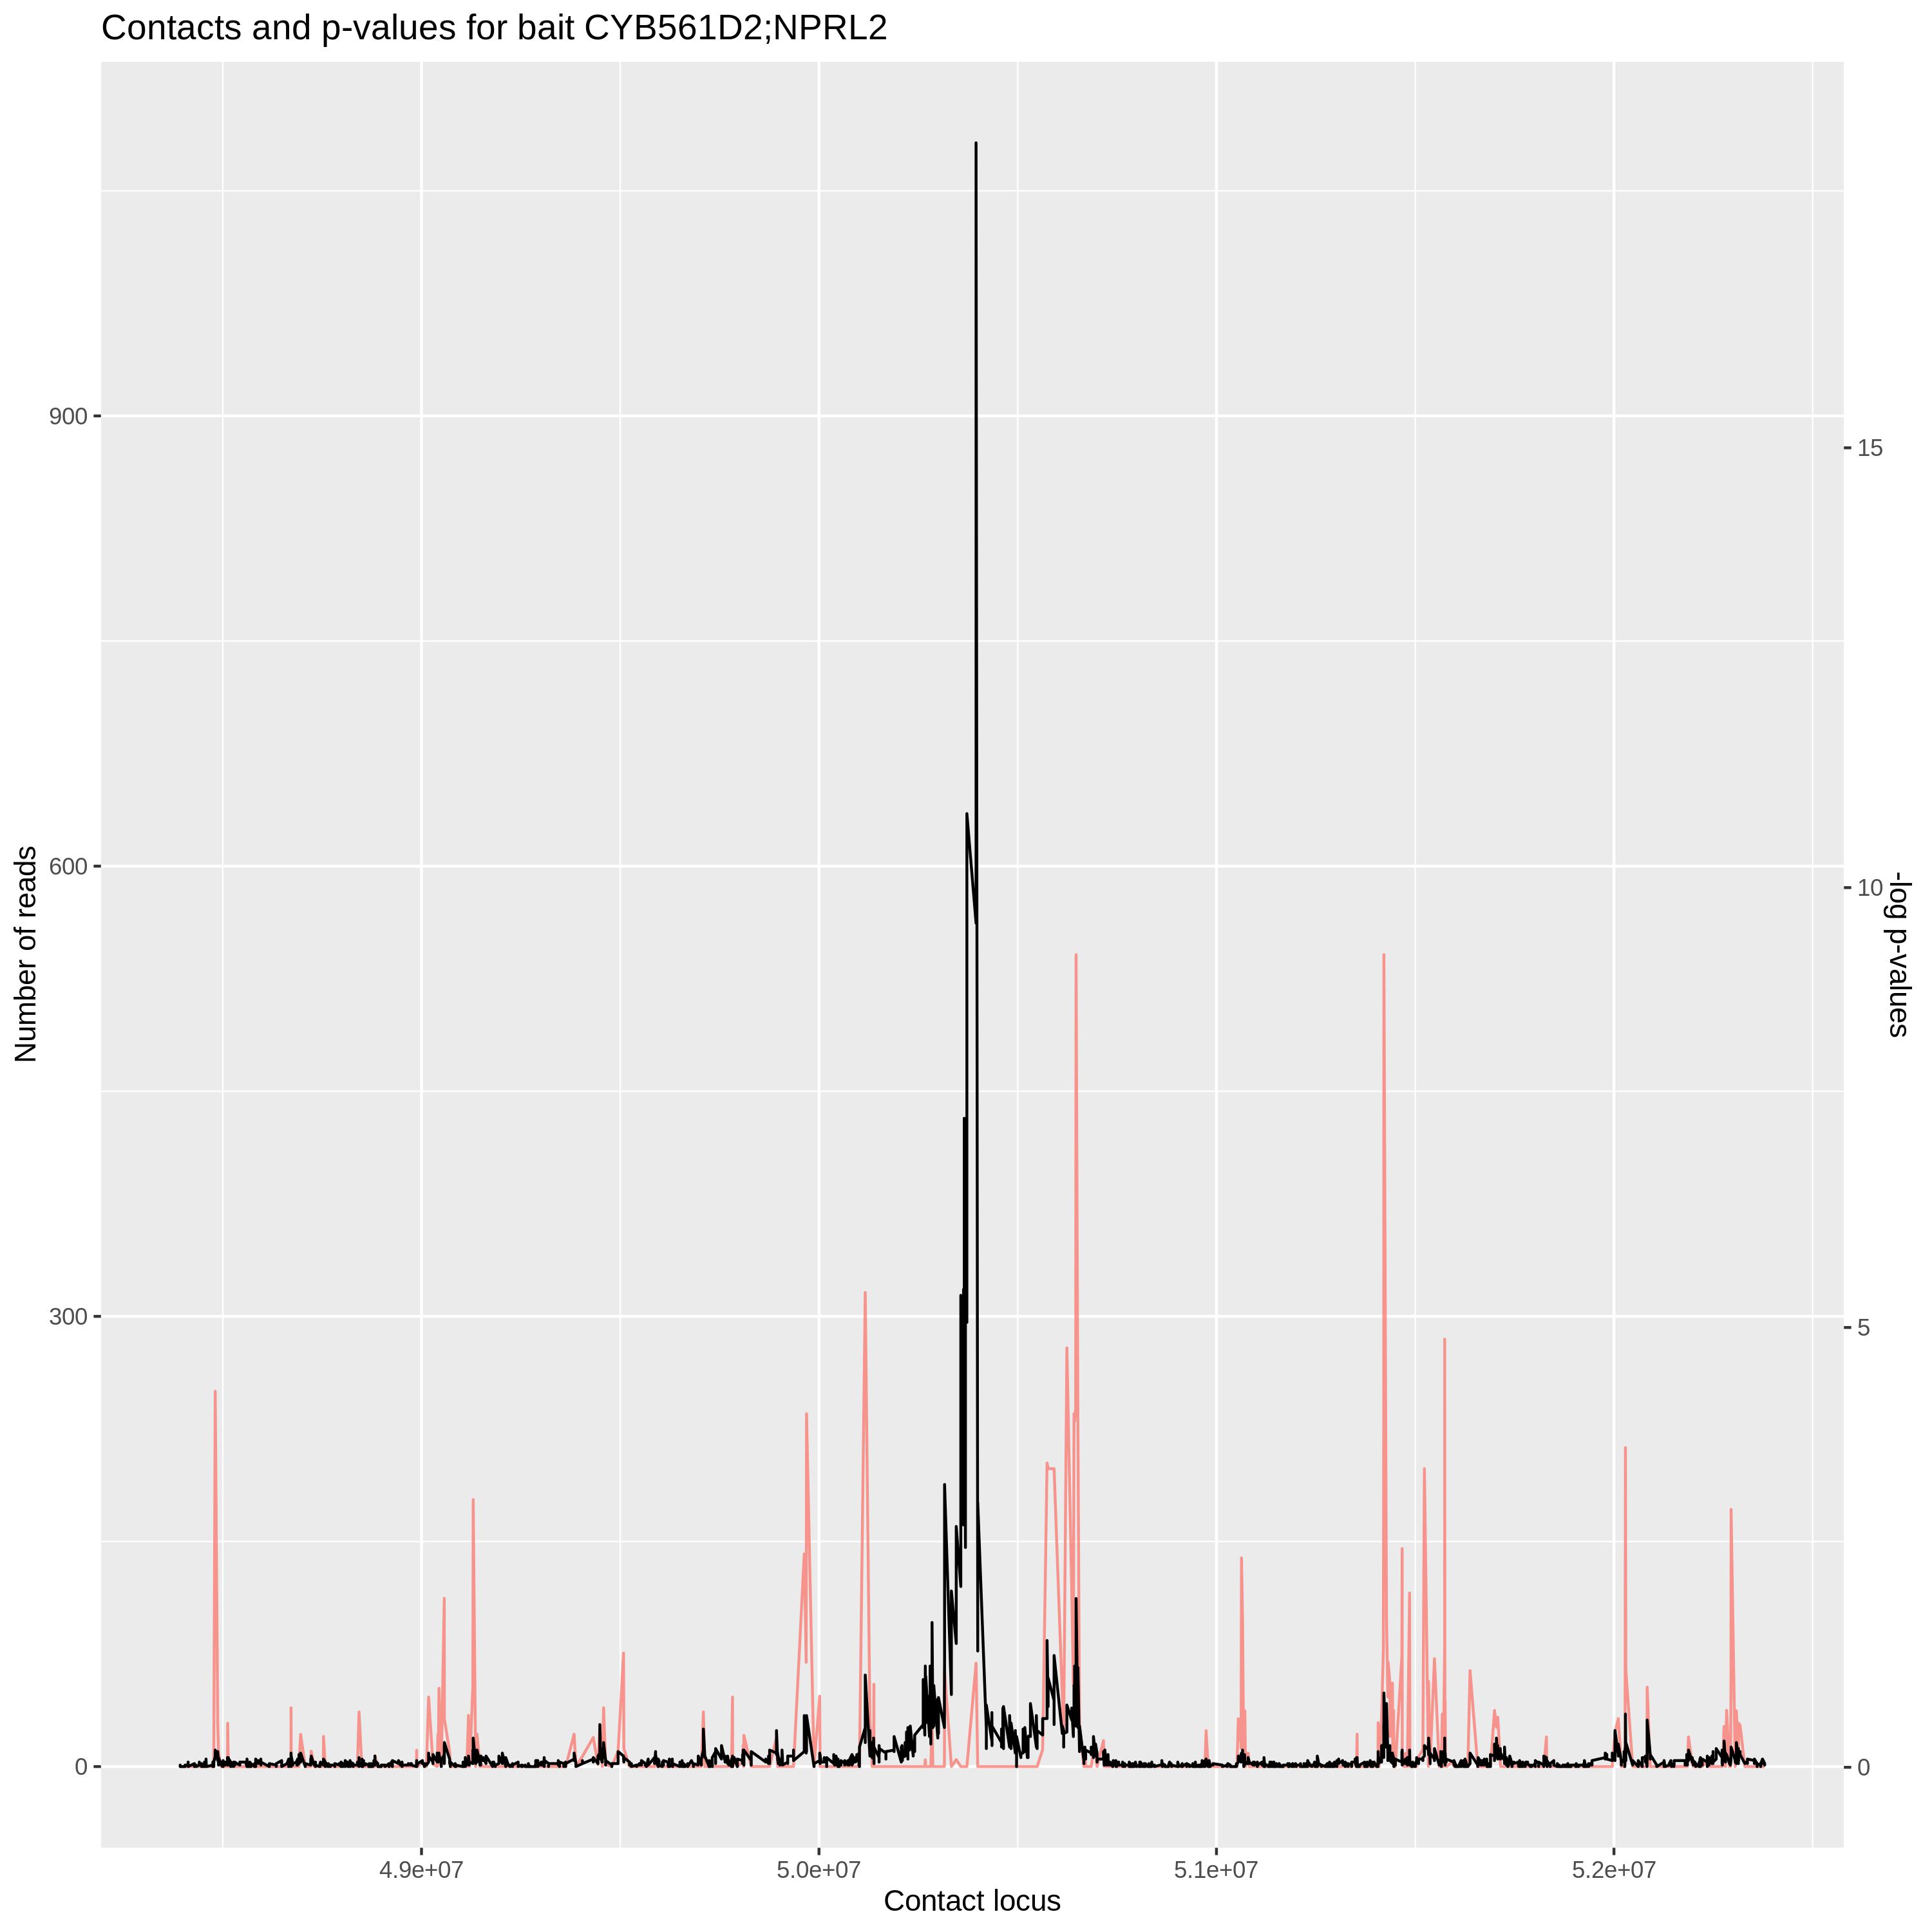 Contacts and p-values for bait CYB561D2;NPRL2
900
600
300
0
Number of reads
15
10
5
0
-log p-values
4.9e+07
5.0e+07
5.1e+07
5.2e+07
Contact locus